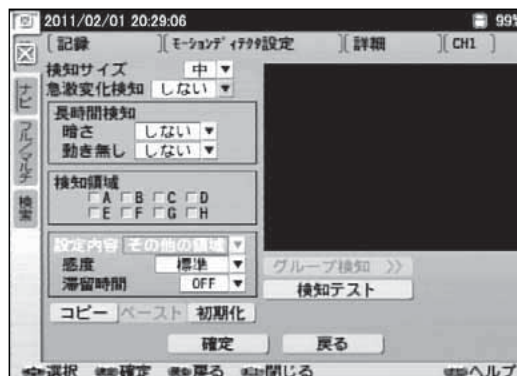 2011/02/01 20:29:06 99%
記録 モーションディテクタ設定 詳細 CH1
ナビ
フル/マルチ
検索
検知サイズ 中
急激変化検知 しない
長時間検知
暗さ しない
動き無し しない
検知領域
A B C D
E F G H
設定内容 その他の領域
感度 標準
滞留時間 OFF
グループ検知 >>
検知テスト
コピー ペースト 初期化
確定 戻る
選択 確定 戻る 閉じる ヘルプ